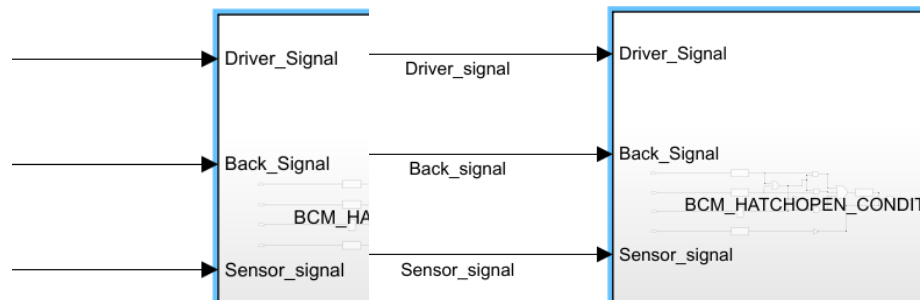 Driver_Signal
Back_Signal
BCM_HA
Sensor_signal
Driver_signal
Driver_Signal
Back_signal
Back_Signal
BCM_HATCHOPEN_CONDIT
Sensor_signal
Sensor_signal